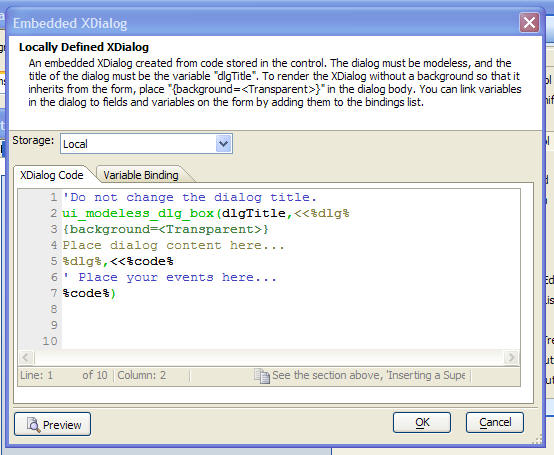 Embedded XDialog
Locally Defined XDialog
An embedded XDialog created from code stored in the control. The dialog must be modeless, and the
title of the dialog must be the variable "dlgTitle". To render the XDialog without a background so that it
inherits from the form, place "{background=<Transparent>}" in the dialog body. You can link variables
in the dialog to fields and variables on the form by adding them to the bindings list.
Storage: Local
XDialog Code Variable Binding
1 'Do not change the dialog title.
2 ui_modeless_dlg_box(dlgTitle,<<%dlg%
3 {background=<Transparent>}
4 Place dialog content here...
5 %dlg%,<<%code%
6 ' Place your events here...
7 %code%)
8
9
10
Line: 1 of 10 Column: 2 See the section above, 'Inserting a Supe
Preview OK Cancel